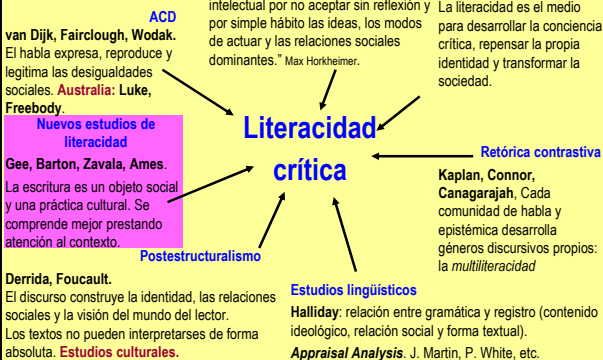 ACD
van Dijk, Fairclough, Wodak.
El habla expresa, reproduce y
legitima las desigualdades
sociales. Australia: Luke,
Freebody.
intelectual por no aceptar sin reflexión y
por simple hábito las ideas, los modos
de actuar y las relaciones sociales
dominantes.” Max Horkheimer.
La literacidad es el medio
para desarrollar la conciencia
crítica, repensar la propia
identidad y transformar la
sociedad.
Literacidad
crítica
Nuevos estudios de
literacidad
Gee, Barton, Zavala, Ames.
La escritura es un objeto social
y una práctica cultural. Se
comprende mejor prestando
atención al contexto.
Retórica contrastiva
Kaplan, Connor,
Canagarajah, Cada
comunidad de habla y
epistémica desarrolla
géneros discursivos propios:
la multiliteracidad
Postestructuralismo
Derrida, Foucault.
El discurso construye la identidad, las relaciones
sociales y la visión del mundo del lector.
Los textos no pueden interpretarses de forma
absoluta. Estudios culturales.
Estudios lingüísticos
Halliday: relación entre gramática y registro (contenido
ideológico, relación social y forma textual).
Appraisal Analysis. J. Martin, P. White, etc.